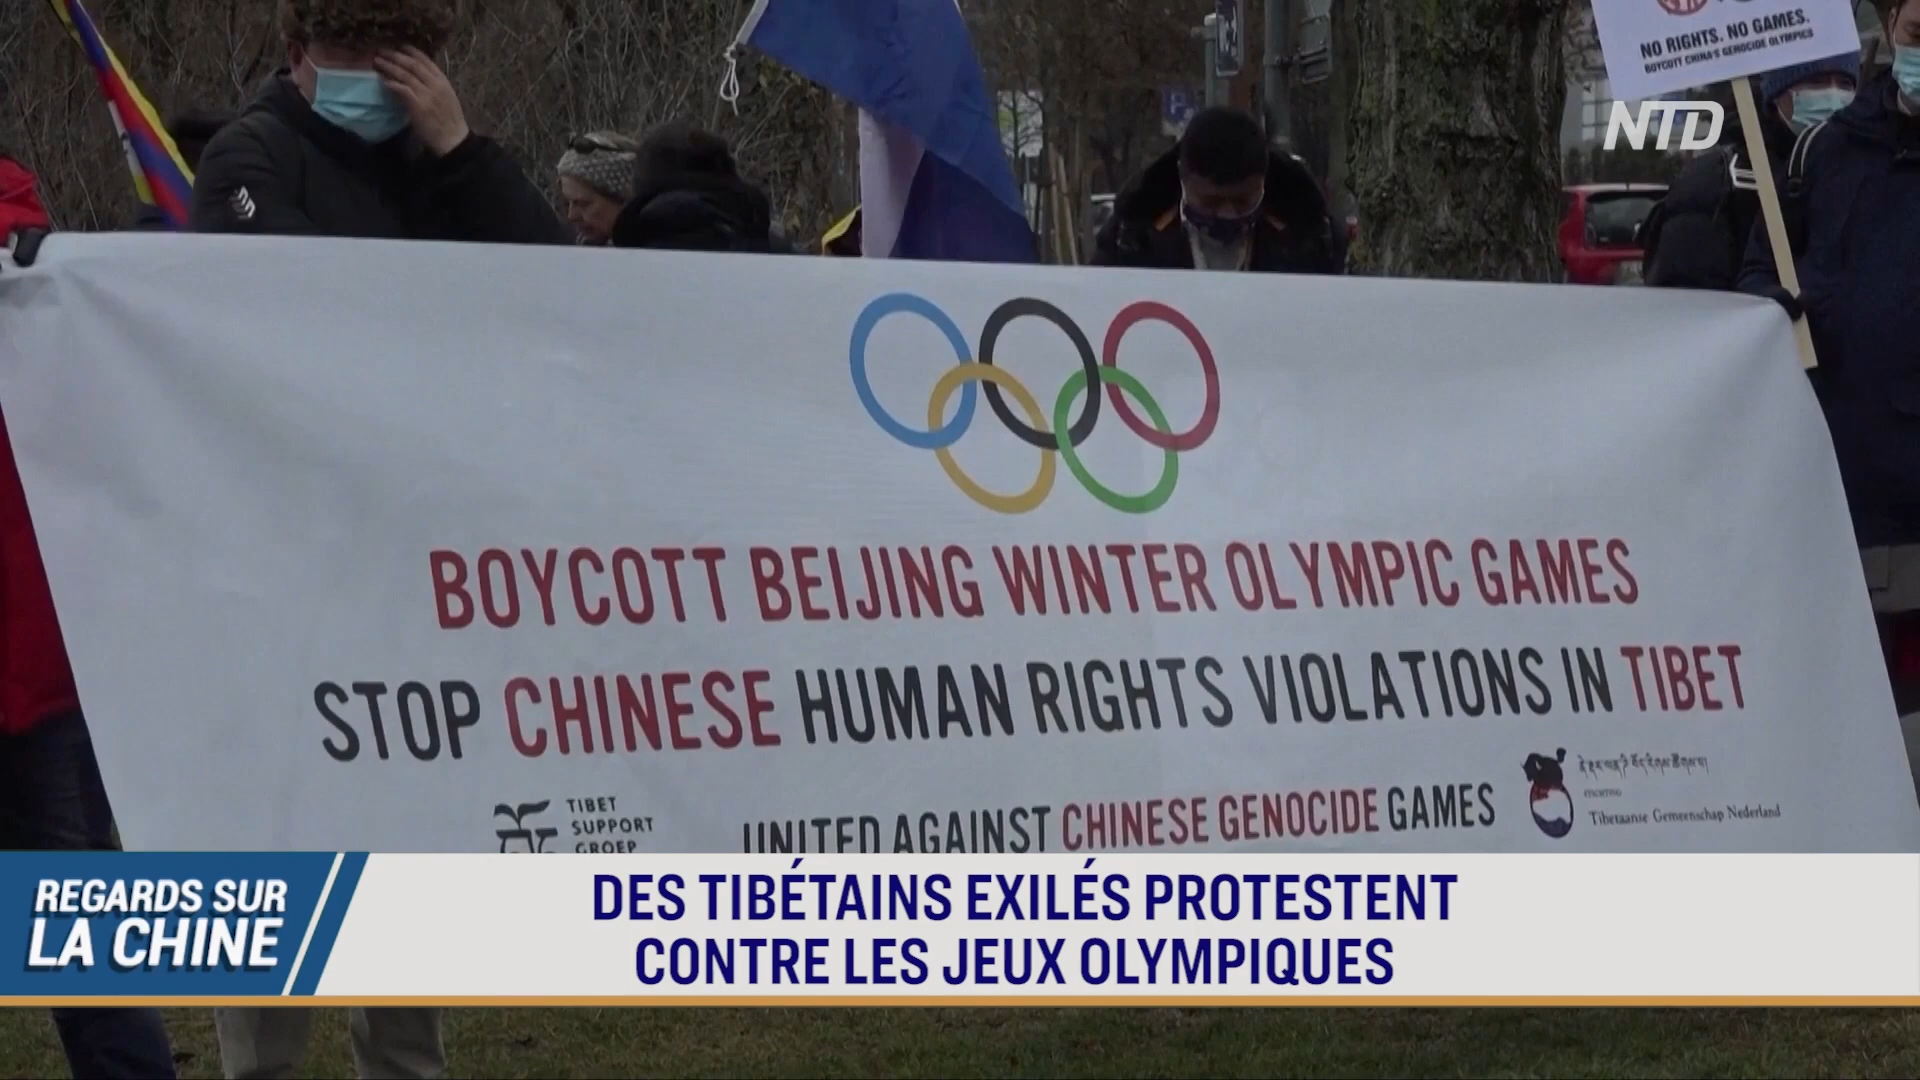 NO RIGHTS. NO GAMES.
BOYCOTT CHINA'S GENOCIDE OLYMPICS
NTD
BOYCOTT BEIJING WINTER OLYMPIC GAMES
STOP CHINESE HUMAN RIGHTS VIOLATIONS IN TIBET
TIBET
SUPPORT
GROEP
UNITED AGAINST CHINESE GENOCIDE GAMES
Tibetaanse Gemeenschap Nederland
REGARDS SUR
LA CHINE
DES TIBÉTAINS EXILÉS PROTESTENT
CONTRE LES JEUX OLYMPIQUES